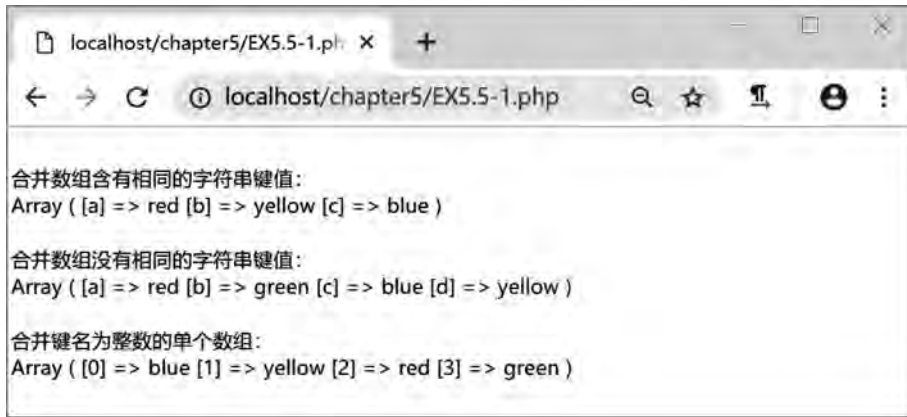 localhost/chapter5/EX5.5-1.ph
localhost/chapter5/EX5.5-1.php
合并数组含有相同的字符串键值：
Array ( [a] => red [b] => yellow [c] => blue )
合并数组没有相同的字符串键值：
Array ( [a] => red [b] => green [c] => blue [d] => yellow )
合并键名为整数的单个数组：
Array ( [0] => blue [1] => yellow [2] => red [3] => green )